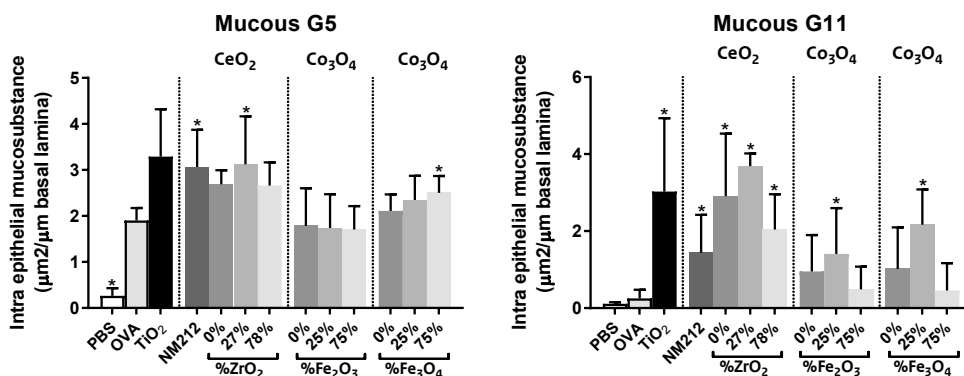 Mucous G5
CeO₂ Co₃O₄ Co₃O₄
Intra epithelial mucosubstance
(μm2/μm basal lamina)
5
4
3
2
1
0
* * * *
PBS OVA TiO₂ NM212 0% 27% 78% 0% 25% 75% 0% 25% 75%
%ZrO₂ %Fe₂O₃ %Fe₃O₄
Mucous G11
CeO₂ Co₃O₄ Co₃O₄
Intra epithelial mucosubstance
(μm2/μm basal lamina)
6
4
2
0
* * * * * * *
PBS OVA TiO₂ NM212 0% 27% 78% 0% 25% 75% 0% 25% 75%
%ZrO₂ %Fe₂O₃ %Fe₃O₄